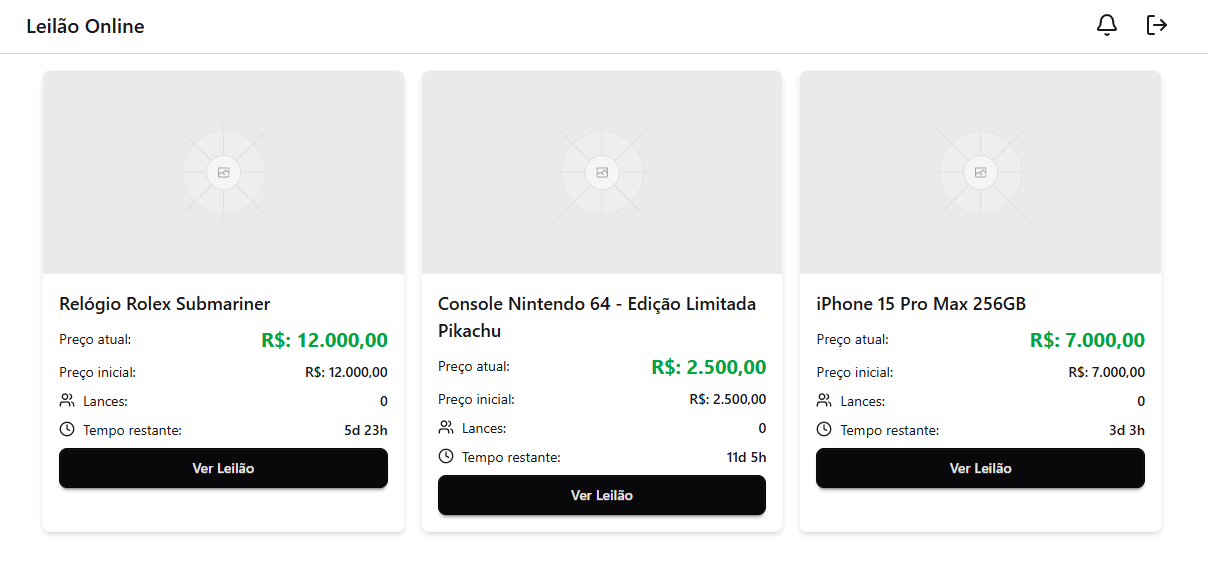 Leilão Online
Relógio Rolex Submariner
Preço atual: R$: 12.000,00
Preço inicial: R$: 12.000,00
Lances: 0
Tempo restante: 5d 23h
Ver Leilão
Console Nintendo 64 - Edição Limitada
Pikachu
Preço atual: R$: 2.500,00
Preço inicial: R$: 2.500,00
Lances: 0
Tempo restante: 11d 5h
Ver Leilão
iPhone 15 Pro Max 256GB
Preço atual: R$: 7.000,00
Preço inicial: R$: 7.000,00
Lances: 0
Tempo restante: 3d 3h
Ver Leilão